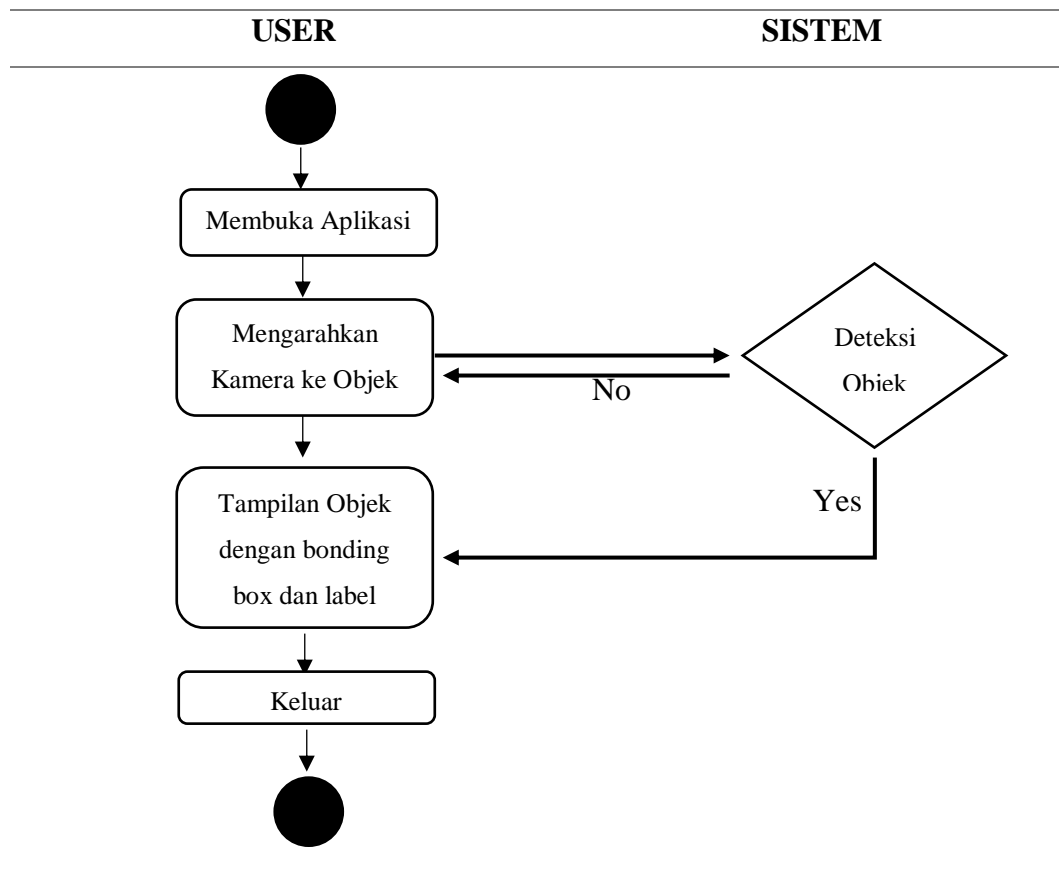 USER
SISTEM
Membuka Aplikasi
Mengarahkan
Kamera ke Objek
Deteksi
Objek
No
Tampilan Objek
dengan bonding
box dan label
Yes
Keluar